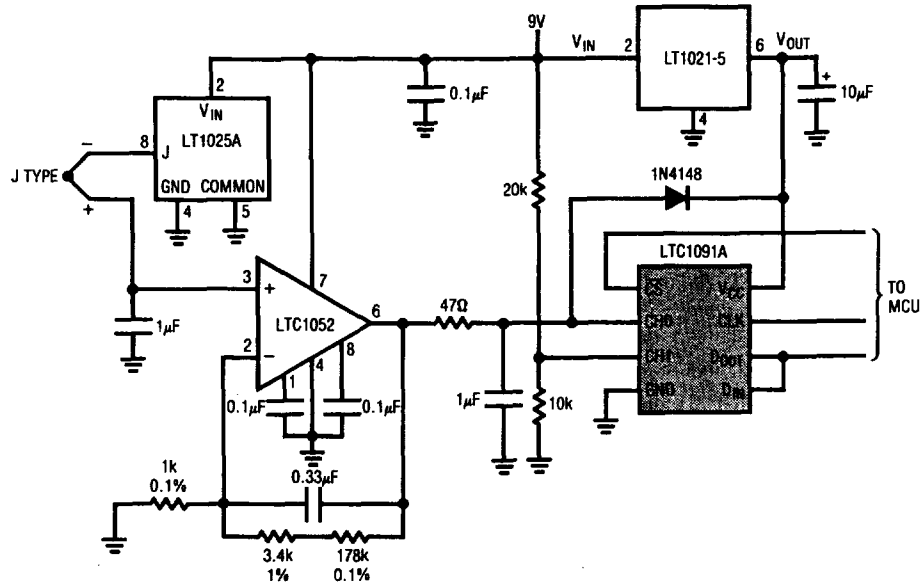 9V
VIN
2
LT1021-5
6
VOUT
4
+
10µF
0.1µF
2
VIN
LT1025A
8
J
GND
COMMON
4
5
J TYPE
−
+
1N4148
20k
LTC1091A
CS
VCC
CH0
CLK
CH1
DOUT
GND
DIN
TO
MCU
3
+
7
LTC1052
6
47Ω
2
−
1
4
8
1µF
0.1µF
0.1µF
1µF
10k
1k
0.1%
0.33µF
3.4k
1%
178k
0.1%